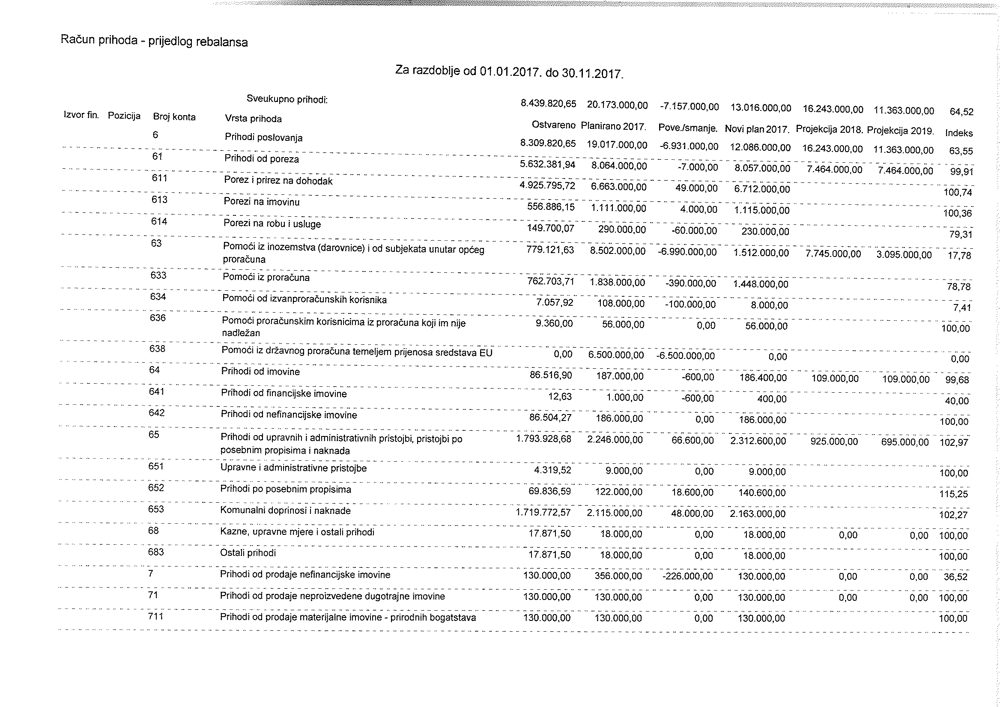 Račun prihoda - prijedlog rebalansa
Za razdoblje od 01.01.2017. do 30.11.2017.
Sveukupno prihodi: 8.439.820,65 20.173.000,00 -7.157.000,00 13.016.000,00 16.243.000,00 11.363.000,00 64,52
Izvor fin. Pozicija Broj konta Vrsta prihoda Ostvareno Planirano 2017. Pove./smanje. Novi plan 2017. Projekcija 2018. Projekcija 2019. Indeks
6 Prihodi poslovanja 8.309.820,65 19.017.000,00 -6.931.000,00 12.086.000,00 16.243.000,00 11.363.000,00 63,55
61 Prihodi od poreza 5.632.381,94 8.064.000,00 -7.000,00 8.057.000,00 7.464.000,00 7.464.000,00 99,91
611 Porez i prirez na dohodak 4.925.795,72 6.663.000,00 49.000,00 6.712.000,00 100,74
613 Porezi na imovinu 556.886,15 1.111.000,00 4.000,00 1.115.000,00 100,36
614 Porezi na robu i usluge 149.700,07 290.000,00 -60.000,00 230.000,00 79,31
63 Pomoći iz inozemstva (darovnice) i od subjekata unutar općeg 779.121,63 8.502.000,00 -6.990.000,00 1.512.000,00 7.745.000,00 3.095.000,00 17,78
proračuna
633 Pomoći iz proračuna 762.703,71 1.838.000,00 -390.000,00 1.448.000,00 78,78
634 Pomoći od izvanproračunskih korisnika 7.057,92 108.000,00 -100.000,00 8.000,00 7,41
636 Pomoći proračunskim korisnicima iz proračuna koji im nije 9.360,00 56.000,00 0,00 56.000,00 100,00
nadležan
638 Pomoći iz državnog proračuna temeljem prijenosa sredstava EU 0,00 6.500.000,00 -6.500.000,00 0,00 0,00
64 Prihodi od imovine 86.516,90 187.000,00 -600,00 186.400,00 109.000,00 109.000,00 99,68
641 Prihodi od financijske imovine 12,63 1.000,00 -600,00 400,00 40,00
642 Prihodi od nefinancijske imovine 86.504,27 186.000,00 0,00 186.000,00 100,00
65 Prihodi od upravnih i administrativnih pristojbi, pristojbi po 1.793.928,68 2.246.000,00 66.600,00 2.312.600,00 925.000,00 695.000,00 102,97
posebnim propisima i naknada
651 Upravne i administrativne pristojbe 4.319,52 9.000,00 0,00 9.000,00 100,00
652 Prihodi po posebnim propisima 69.836,59 122.000,00 18.600,00 140.600,00 115,25
653 Komunalni doprinosi i naknade 1.719.772,57 2.115.000,00 48.000,00 2.163.000,00 102,27
68 Kazne, upravne mjere i ostali prihodi 17.871,50 18.000,00 0,00 18.000,00 0,00 0,00 100,00
683 Ostali prihodi 17.871,50 18.000,00 0,00 18.000,00 100,00
7 Prihodi od prodaje nefinancijske imovine 130.000,00 356.000,00 -226.000,00 130.000,00 0,00 0,00 36,52
71 Prihodi od prodaje neproizvedene dugotrajne imovine 130.000,00 130.000,00 0,00 130.000,00 0,00 0,00 100,00
711 Prihodi od prodaje materijalne imovine - prirodnih bogatstava 130.000,00 130.000,00 0,00 130.000,00 100,00